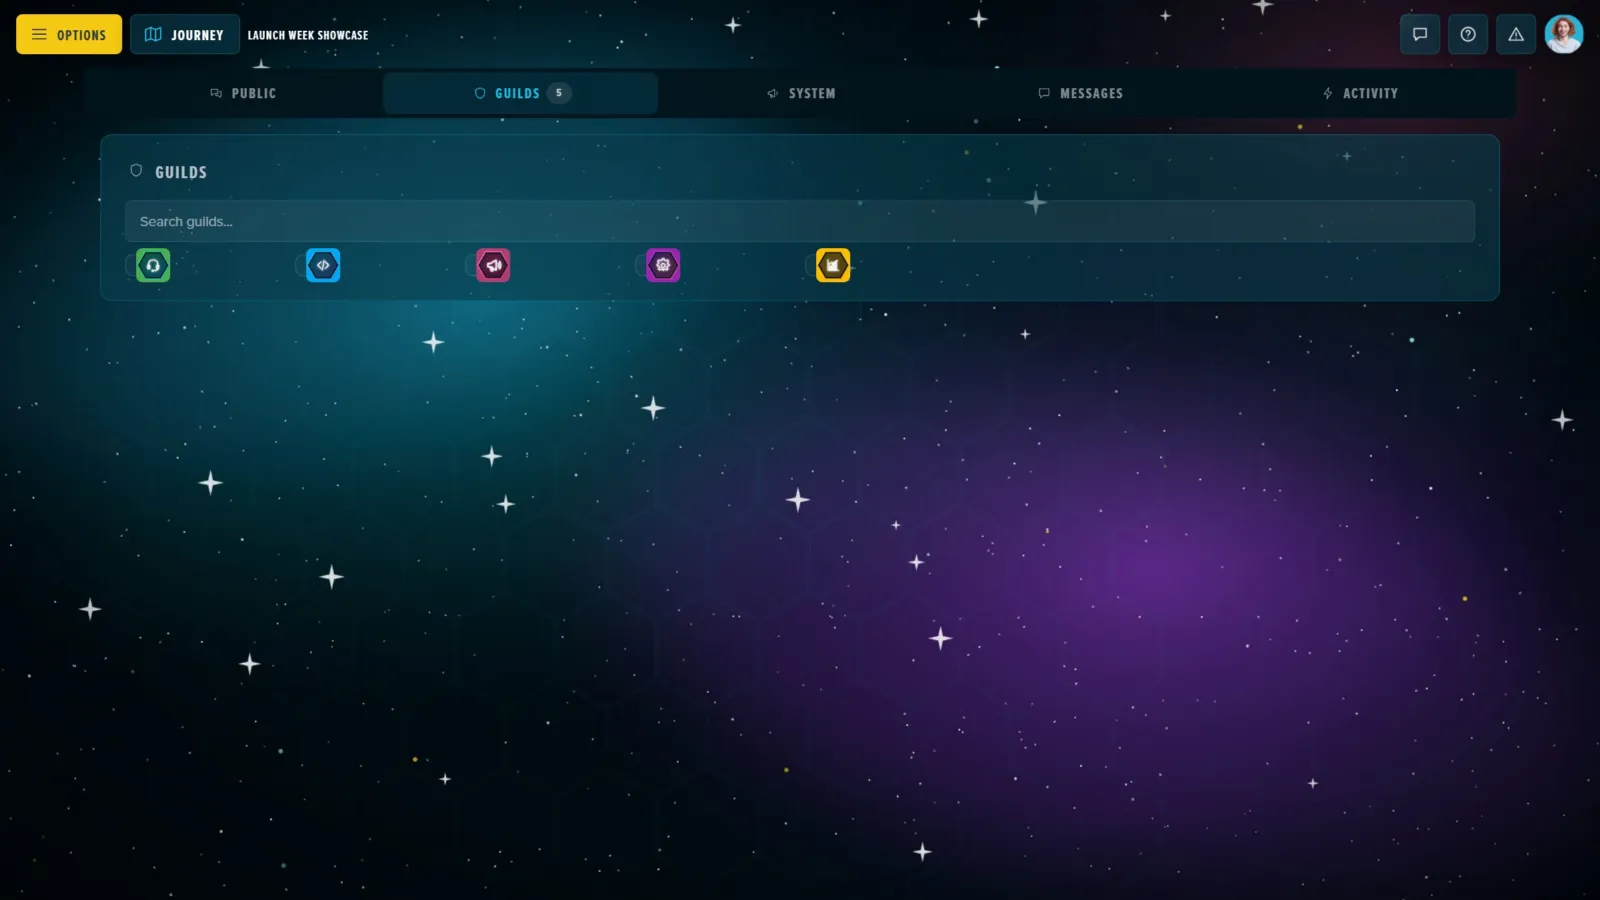 OPTIONS
JOURNEY
LAUNCH WEEK SHOWCASE
PUBLIC
GUILDS 5
SYSTEM
MESSAGES
ACTIVITY
GUILDS
Search guilds...